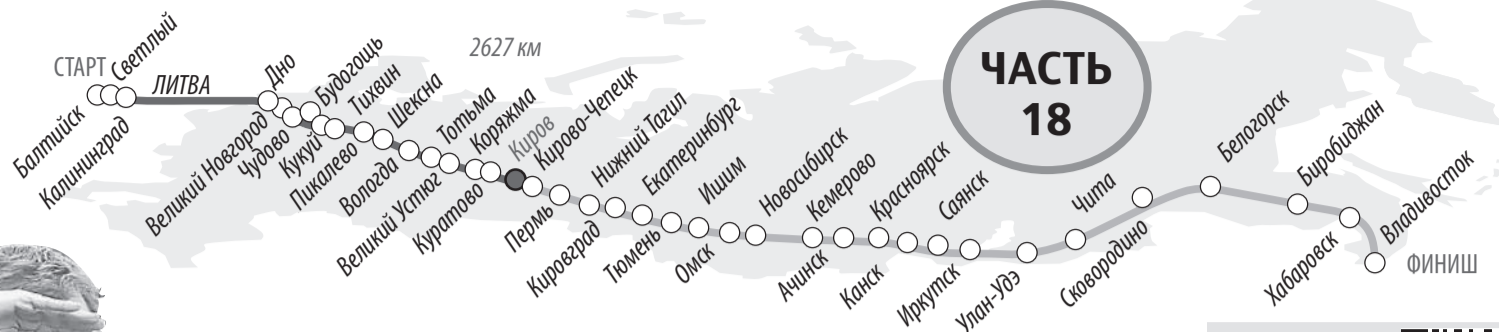 СТАРТ
Балтийск
Светлый
Калининград
ЛИТВА
Дно
Великий Новгород
Чудово
Будогощь
Кукуй
Тихвин
Пикалево
Шексна
Вологда
Тотьма
Великий Устюг
Коряжма
Куратово
2627 км
Киров
Кирово-Чепецк
Пермь
Кировград
Нижний Тагил
Екатеринбург
Тюмень
Ишим
Омск
Новосибирск
Кемерово
Ачинск
Красноярск
Канск
Саянск
Иркутск
Улан-Удэ
Чита
Сковородино
Белогорск
Биробиджан
Хабаровск
Владивосток
ФИНИШ
ЧАСТЬ
18